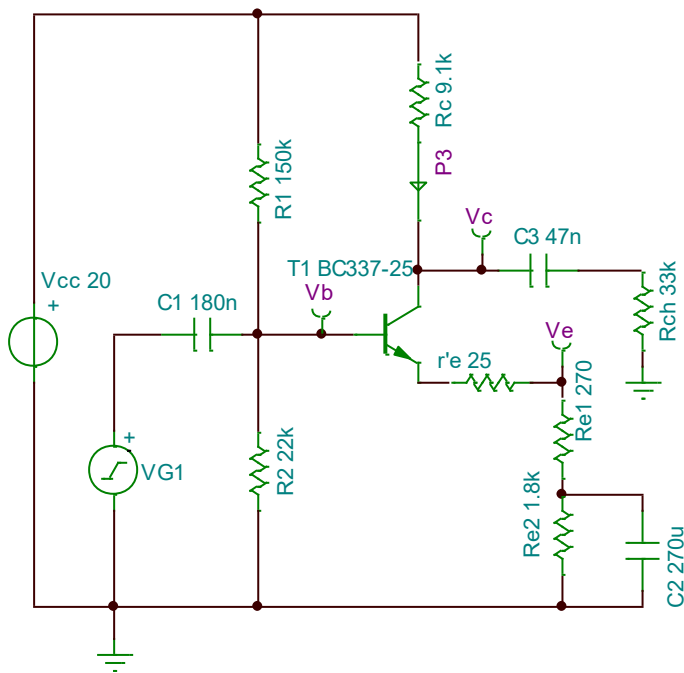 Rc 9.1k
R1 150k
P3
Vc
C3 47n
T1 BC337-25
Vb
Vcc 20
+
C1 180n
Rch 33k
Ve
r'e 25
Re1 270
+
VG1
R2 22k
Re2 1.8k
C2 270u